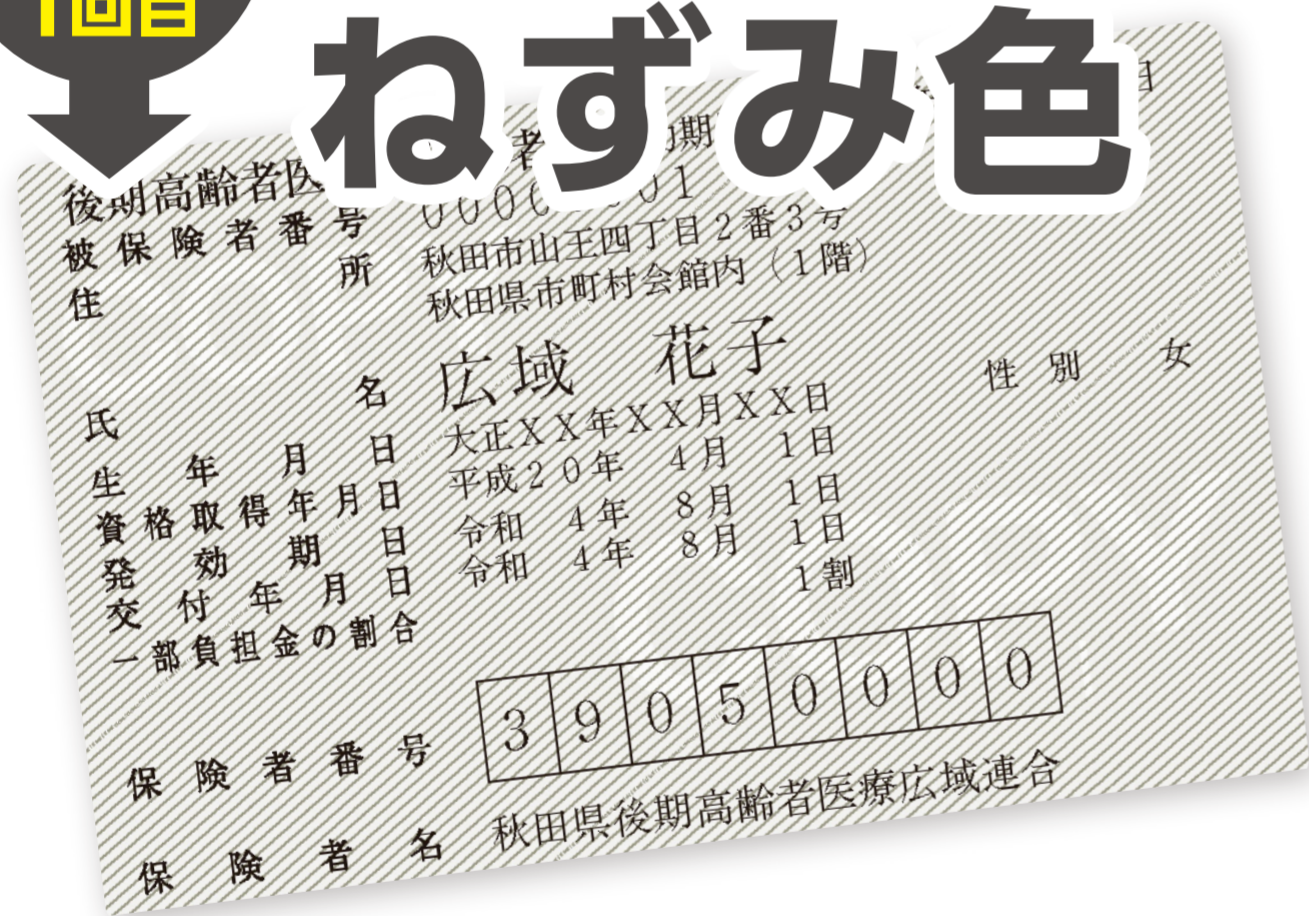 1回目
ねずみ色
後期高齢者医 者 期 日
被保険者番号 000 01
住所 秋田市山王四丁目2番3号
秋田県市町村会館内(1階)
氏名 広域 花子
性別 女
生年月日 大正XX年XX月XX日
資格取得年月日 平成20年 4月 1日
発効期日 令和 4年 8月 1日
交付年月日 令和 4年 8月 1日
一部負担金の割合 1割
保険者番号 39050000
保険者名 秋田県後期高齢者医療広域連合